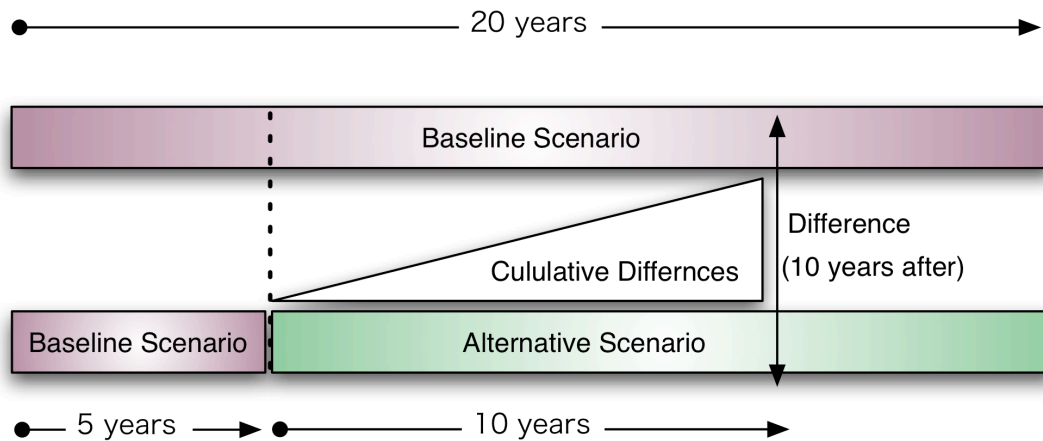 20 years
Baseline Scenario
Difference
(10 years after)
Cululative Differnces
Baseline Scenario
Alternative Scenario
5 years
10 years